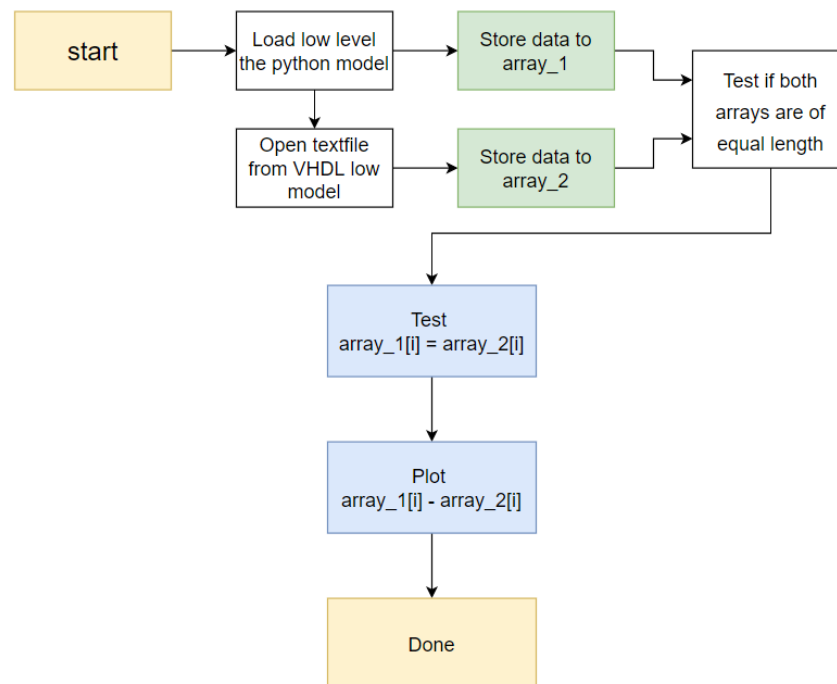 start
Load low level
the python model
Store data to
array_1
Test if both
arrays are of
equal length
Open textfile
from VHDL low
model
Store data to
array_2
Test
array_1[i] = array_2[i]
Plot
array_1[i] - array_2[i]
Done